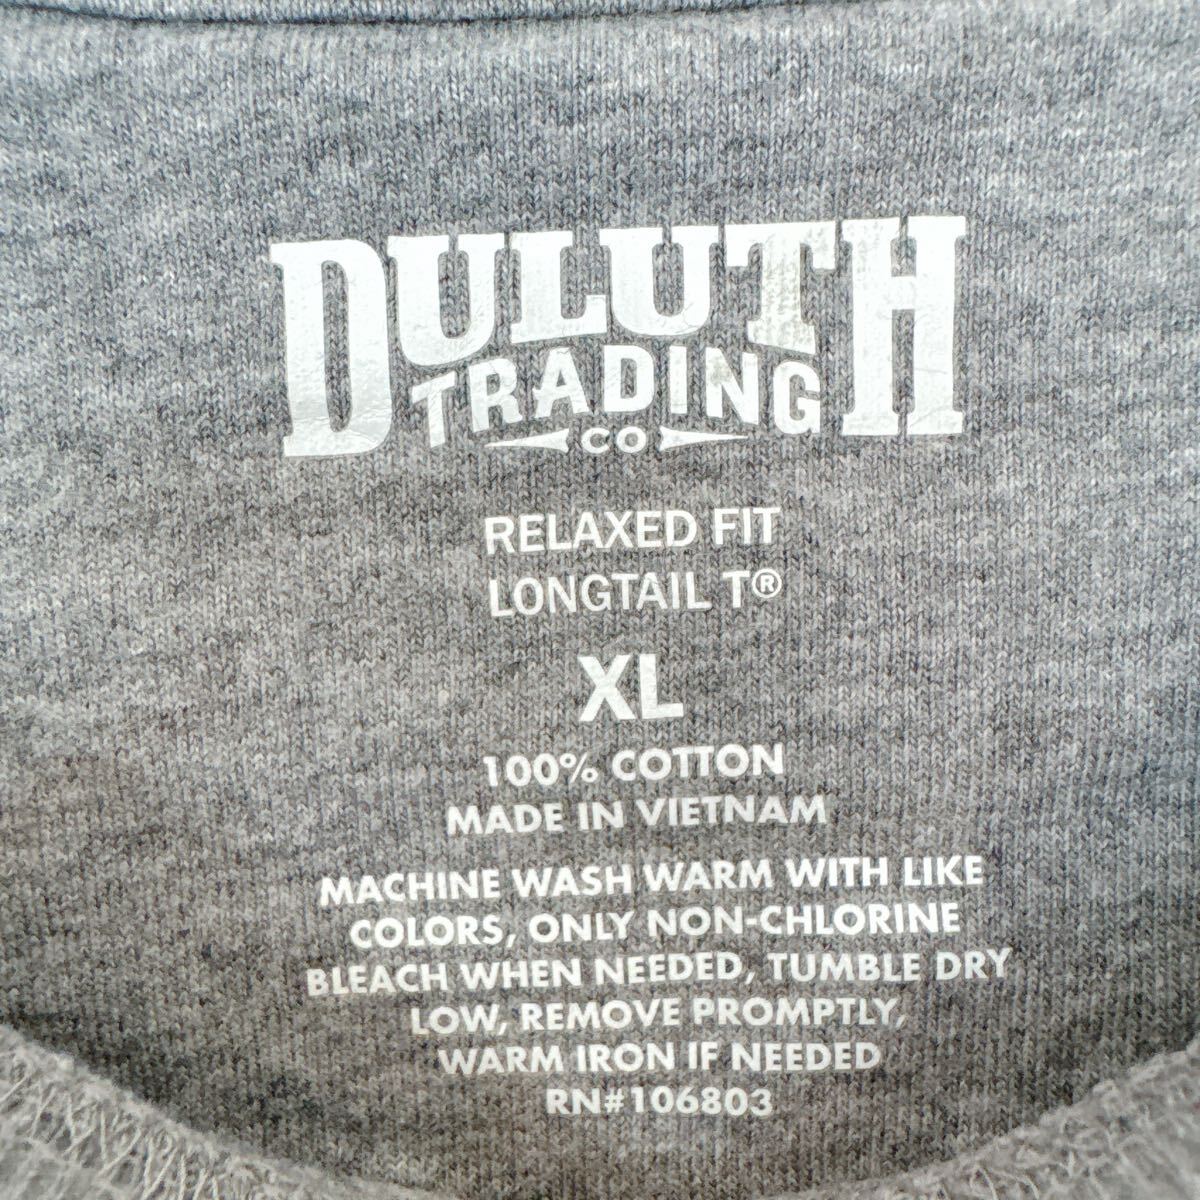 DULUTH
TRADING
CO
RELAXED FIT
LONGTAIL T®
XL
100% COTTON
MADE IN VIETNAM
MACHINE WASH WARM WITH LIKE
COLORS, ONLY NON-CHLORINE
BLEACH WHEN NEEDED, TUMBLE DRY
LOW, REMOVE PROMPTLY,
WARM IRON IF NEEDED
RN#106803